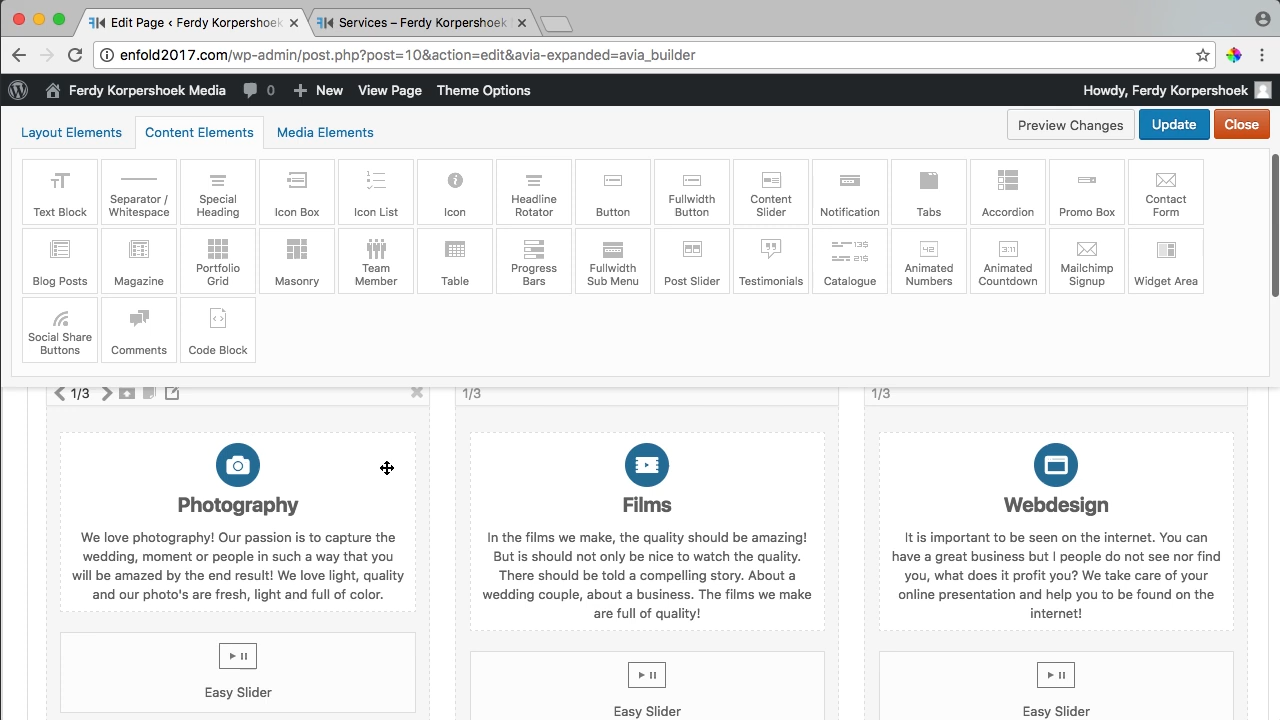 Edit Page ‹ Ferdy Korpershoek
Services – Ferdy Korpershoek
enfold2017.com/wp-admin/post.php?post=10&action=edit&avia-expanded=avia_builder
Ferdy Korpershoek Media 0 New View Page Theme Options Howdy, Ferdy Korpershoek
Layout Elements Content Elements Media Elements Preview Changes Update Close
Text Block
Separator /
Whitespace
Special
Heading
Icon Box
Icon List
Icon
Headline
Rotator
Button
Fullwidth
Button
Content
Slider
Notification
Tabs
Accordion
Promo Box
Contact
Form
Blog Posts
Magazine
Portfolio
Grid
Masonry
Team
Member
Table
Progress
Bars
Fullwidth
Sub Menu
Post Slider
Testimonials
13$
21$
Catalogue
42
Animated
Numbers
3:11
Animated
Countdown
Mailchimp
Signup
Widget Area
Social Share
Buttons
Comments
Code Block
1/3 1/3 1/3
Photography
We love photography! Our passion is to capture the
wedding, moment or people in such a way that you
will be amazed by the end result! We love light, quality
and our photo's are fresh, light and full of color.
Easy Slider
Films
In the films we make, the quality should be amazing!
But is should not only be nice to watch the quality.
There should be told a compelling story. About a
wedding couple, about a business. The films we make
are full of quality!
Easy Slider
Webdesign
It is important to be seen on the internet. You can
have a great business but I people do not see nor find
you, what does it profit you? We take care of your
online presentation and help you to be found on the
internet!
Easy Slider